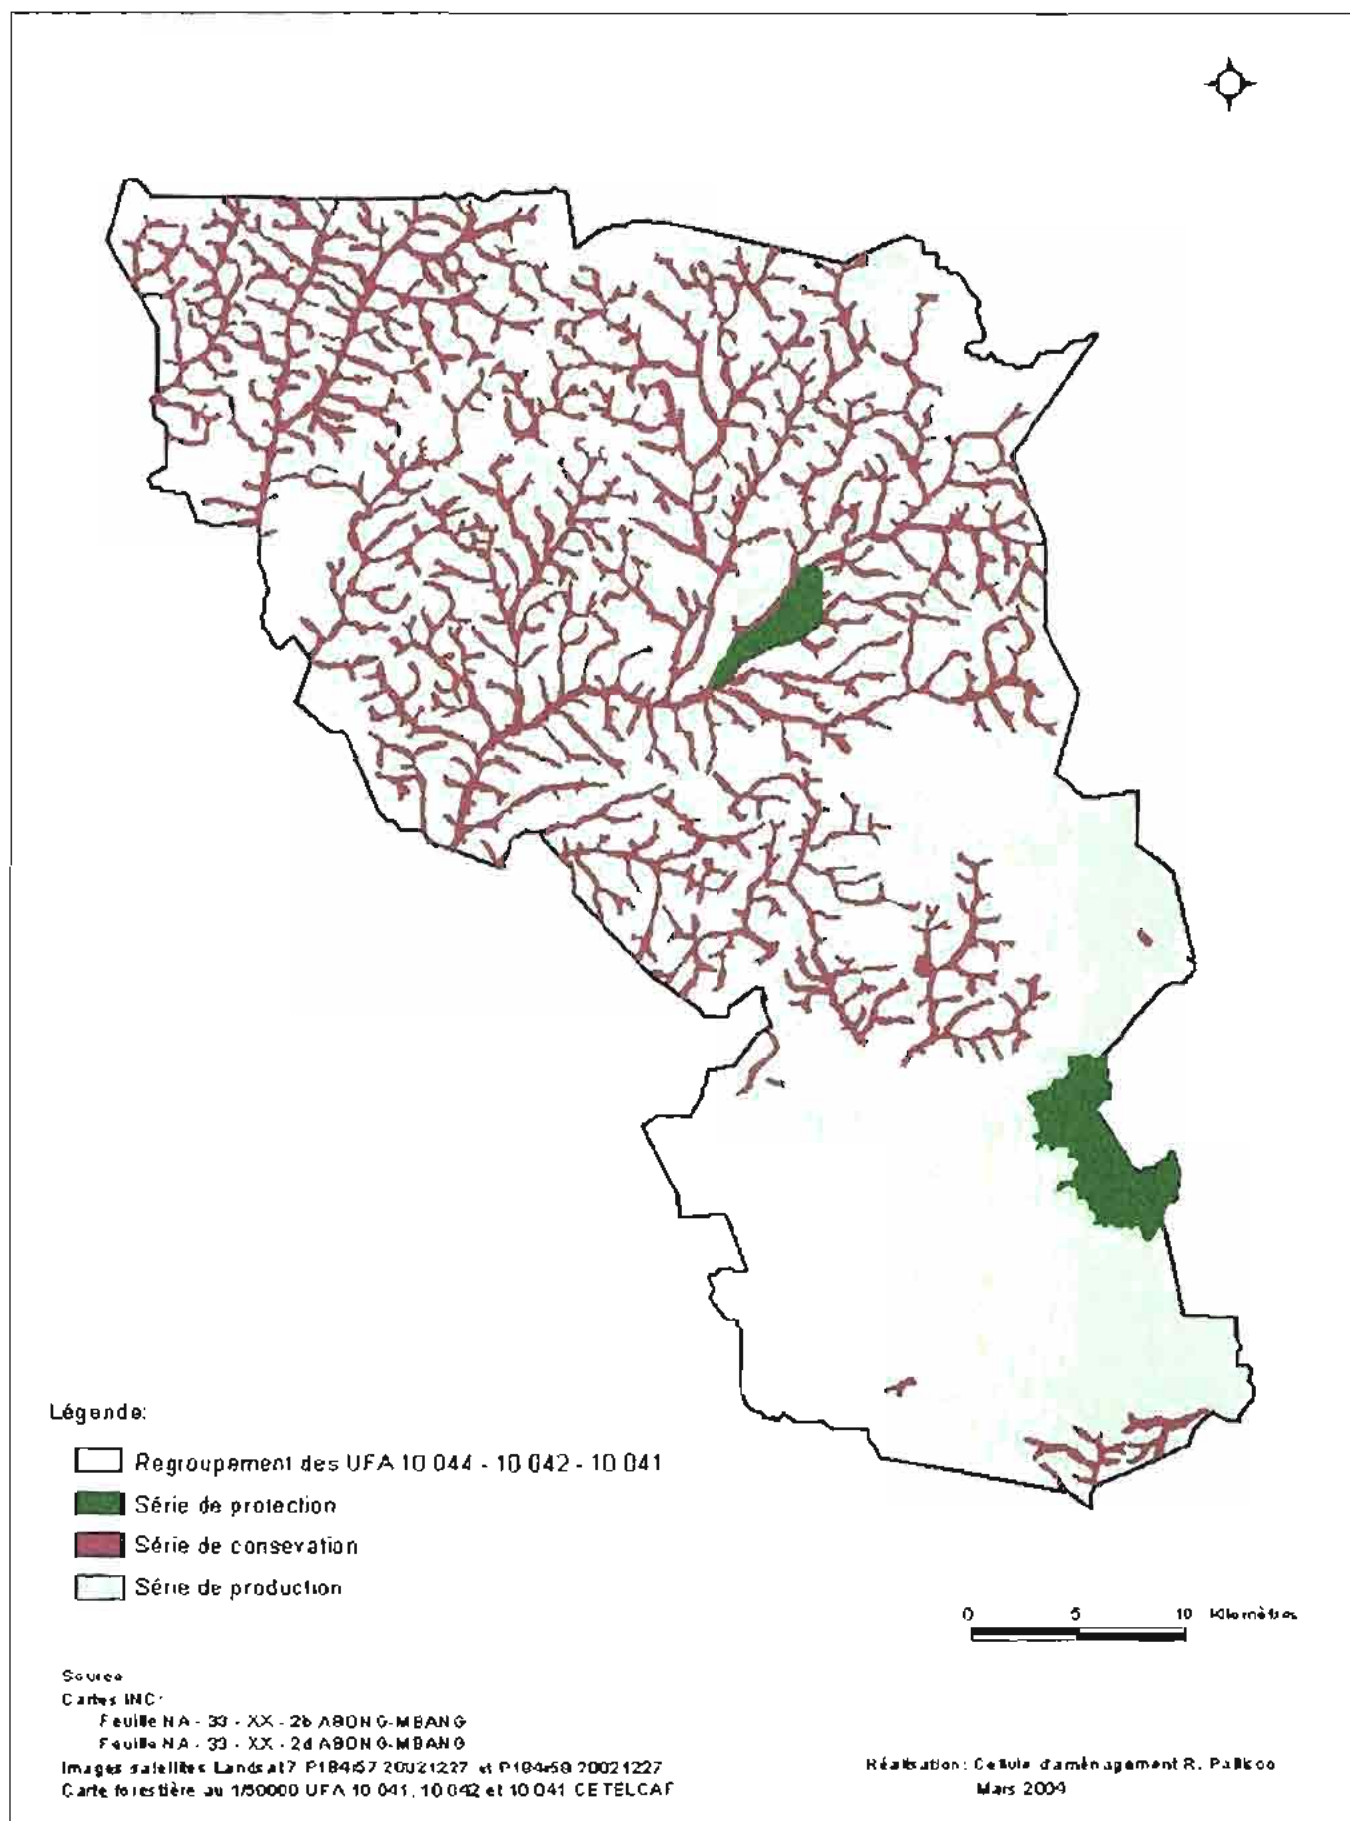 Légende:
Regroupement des UFA 10 044 - 10 042 - 10 041
Série de protection
Série de consevation
Série de production
0 5 10 Kilomètres
Source
Cartes INC:
Feuille NA - 33 - XX - 2b ABONG-MBANG
Feuille NA - 33 - XX - 2d ABONG-MBANG
Images satellites Landsat7 P184r57 20021227 et P184r58 20021227
Carte forestière au 1/50000 UFA 10 041, 10 042 et 10 041 CETELCAF
Réalisation: Cellule d'aménagement R. Pallisco
Mars 2004